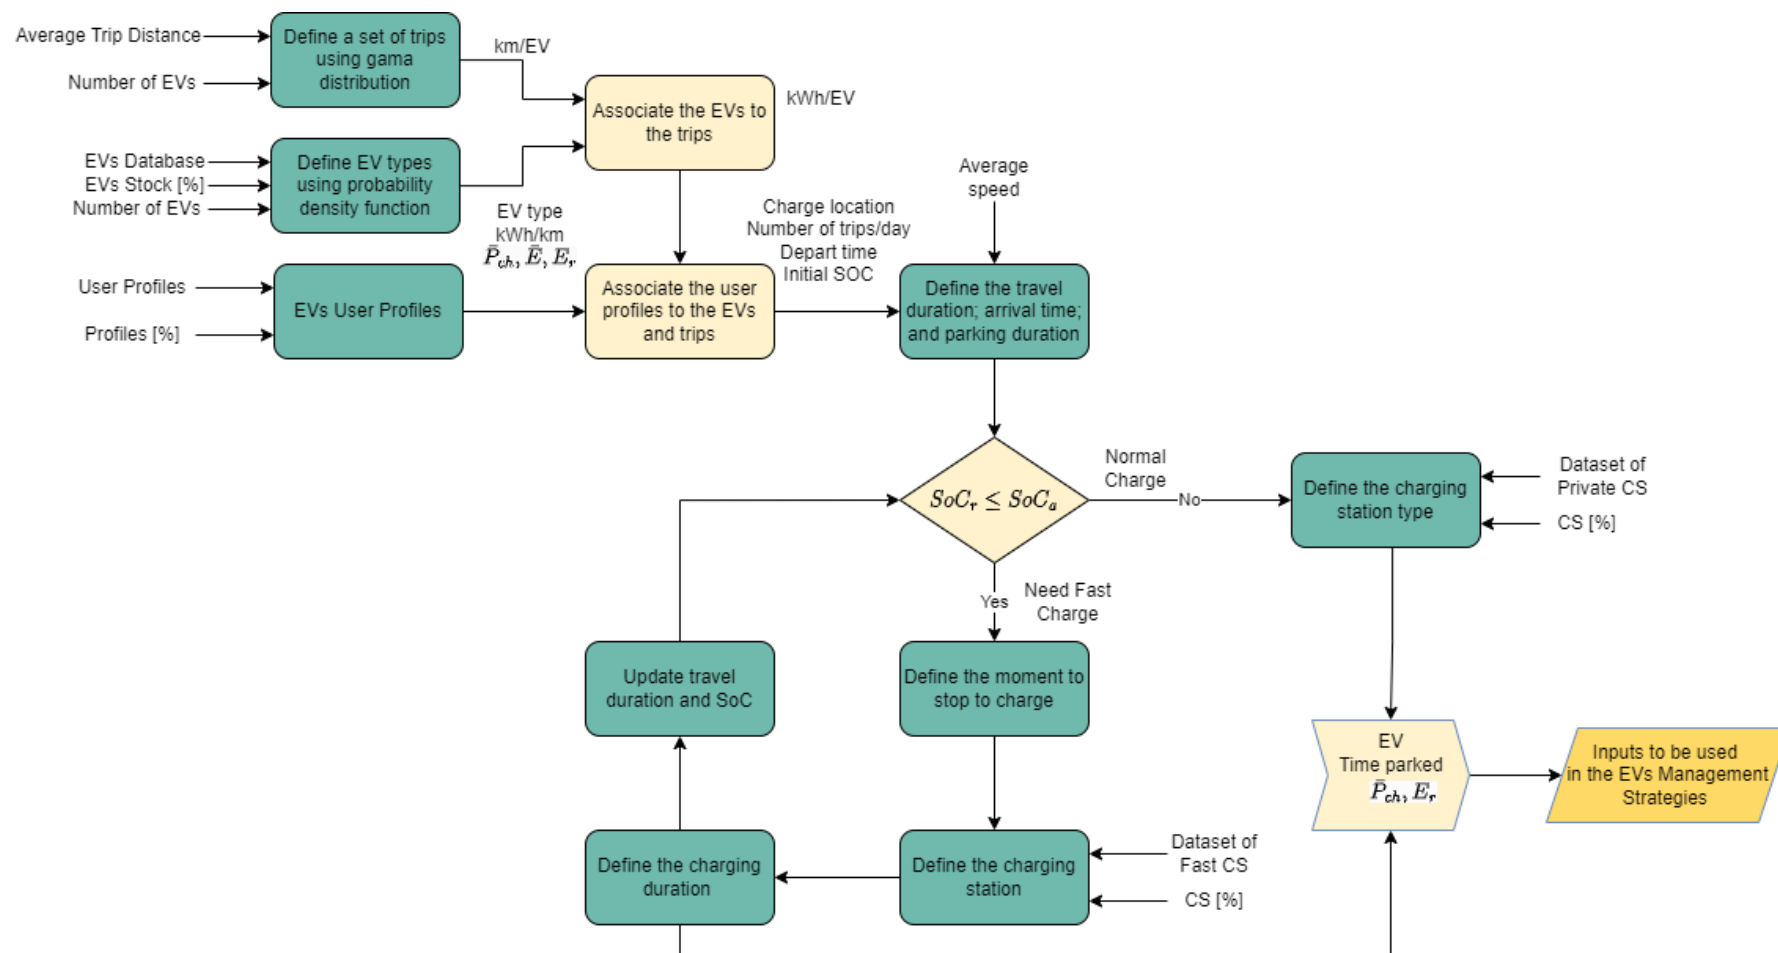 Average Trip Distance
Number of EVs
Define a set of trips
using gama
distribution
km/EV
Associate the EVs to
the trips
kWh/EV
EVs Database
EVs Stock [%]
Number of EVs
Define EV types
using probability
density function
EV type
kWh/km
P̄_ch, Ē, E_r
Charge location
Number of trips/day
Depart time
Initial SOC
Average
speed
User Profiles
Profiles [%]
EVs User Profiles
Associate the user
profiles to the EVs
and trips
Define the travel
duration; arrival time;
and parking duration
SoC_r ≤ SoC_a
Normal
Charge
No
Define the charging
station type
Dataset of
Private CS
CS [%]
Yes
Need Fast
Charge
Update travel
duration and SoC
Define the moment to
stop to charge
EV
Time parked
P̄_ch, E_r
Inputs to be used
in the EVs Management
Strategies
Define the charging
duration
Define the charging
station
Dataset of
Fast CS
CS [%]